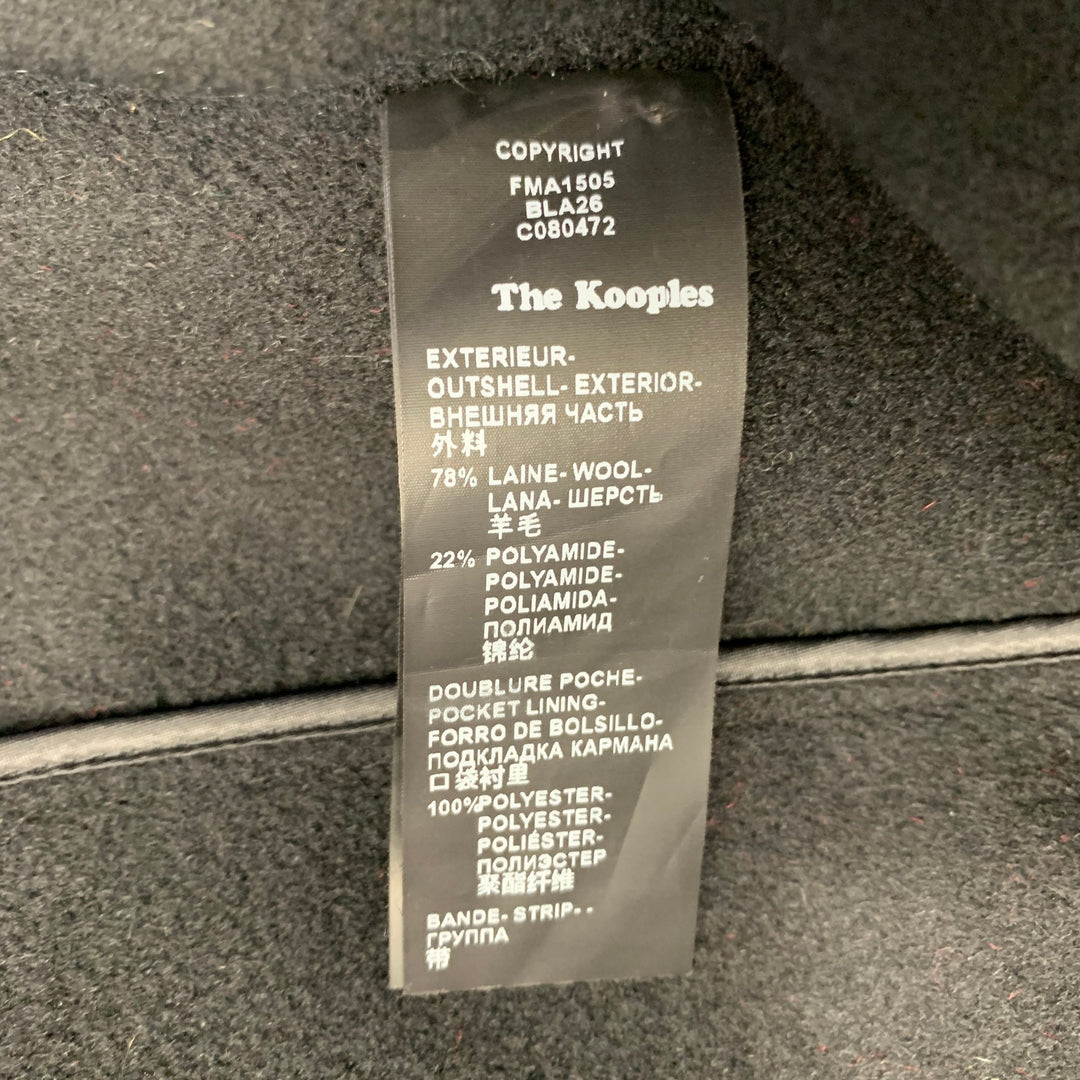 COPYRIGHT
FMA1505
BLA26
C080472
The Kooples
EXTERIEUR-
OUTSHELL- EXTERIOR-
ВНЕШНЯЯ ЧАСТЬ
外料
78% LAINE- WOOL-
LANA- ШЕРСТЬ
羊毛
22% POLYAMIDE-
POLYAMIDE-
POLIAMIDA-
ПОЛИАМИД
锦纶
DOUBLURE POCHE-
POCKET LINING-
FORRO DE BOLSILLO-
ПОДКЛАДКА КАРМАНА
口袋衬里
100%POLYESTER-
POLYESTER-
POLIÉSTER-
ПОЛИЭСТЕР
聚酯纤维
BANDE- STRIP- -
ГРУППА
带